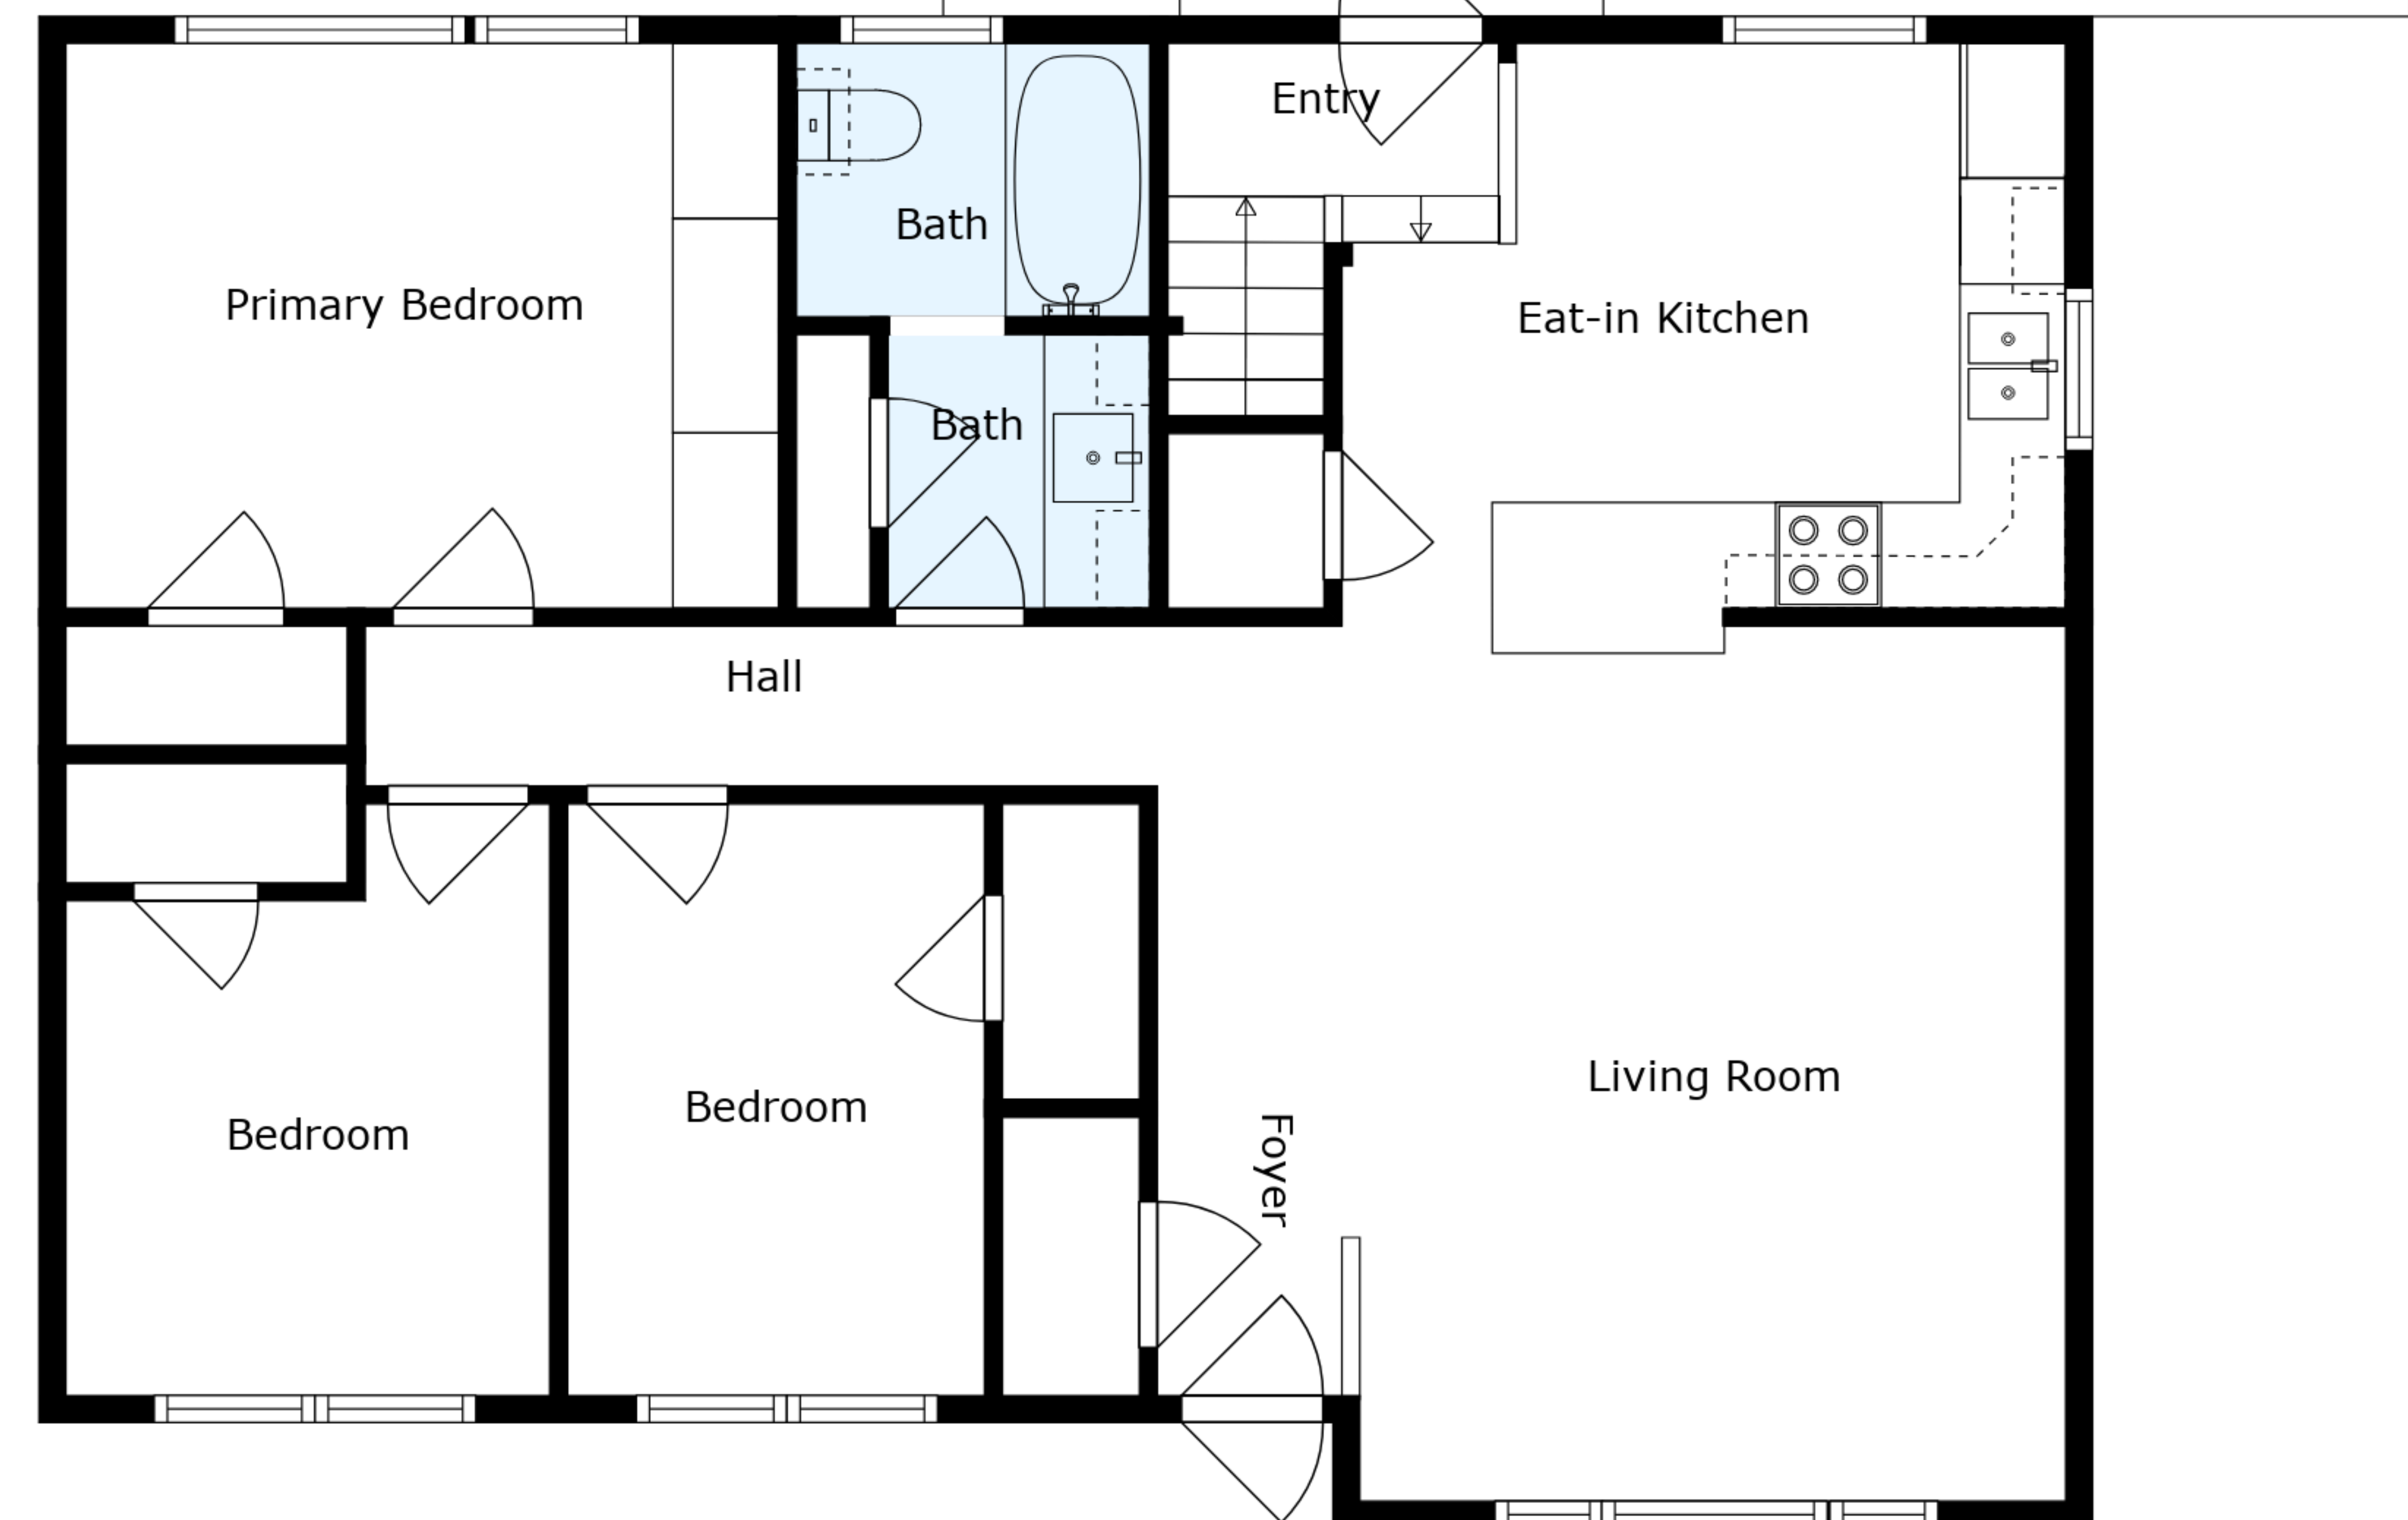 Entry
Bath
Primary Bedroom
Eat-in Kitchen
Bath
Hall
Living Room
Bedroom
Bedroom
Foyer